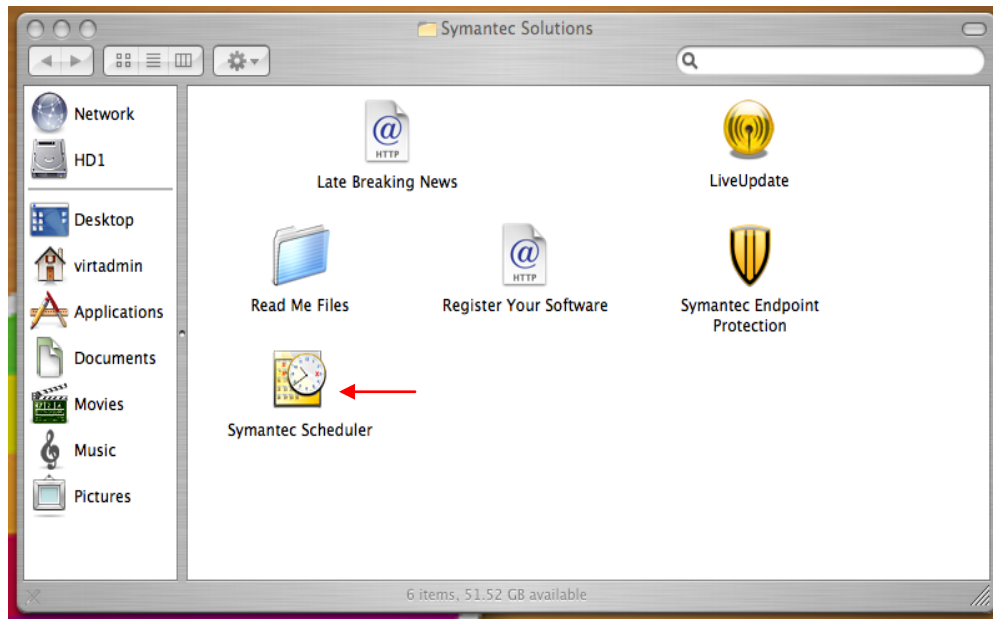 Symantec Solutions
Network
HD1
Desktop
virtadmin
Applications
Documents
Movies
Music
Pictures
@
HTTP
Late Breaking News
LiveUpdate
Read Me Files
@
HTTP
Register Your Software
Symantec Endpoint
Protection
Symantec Scheduler
6 items, 51.52 GB available